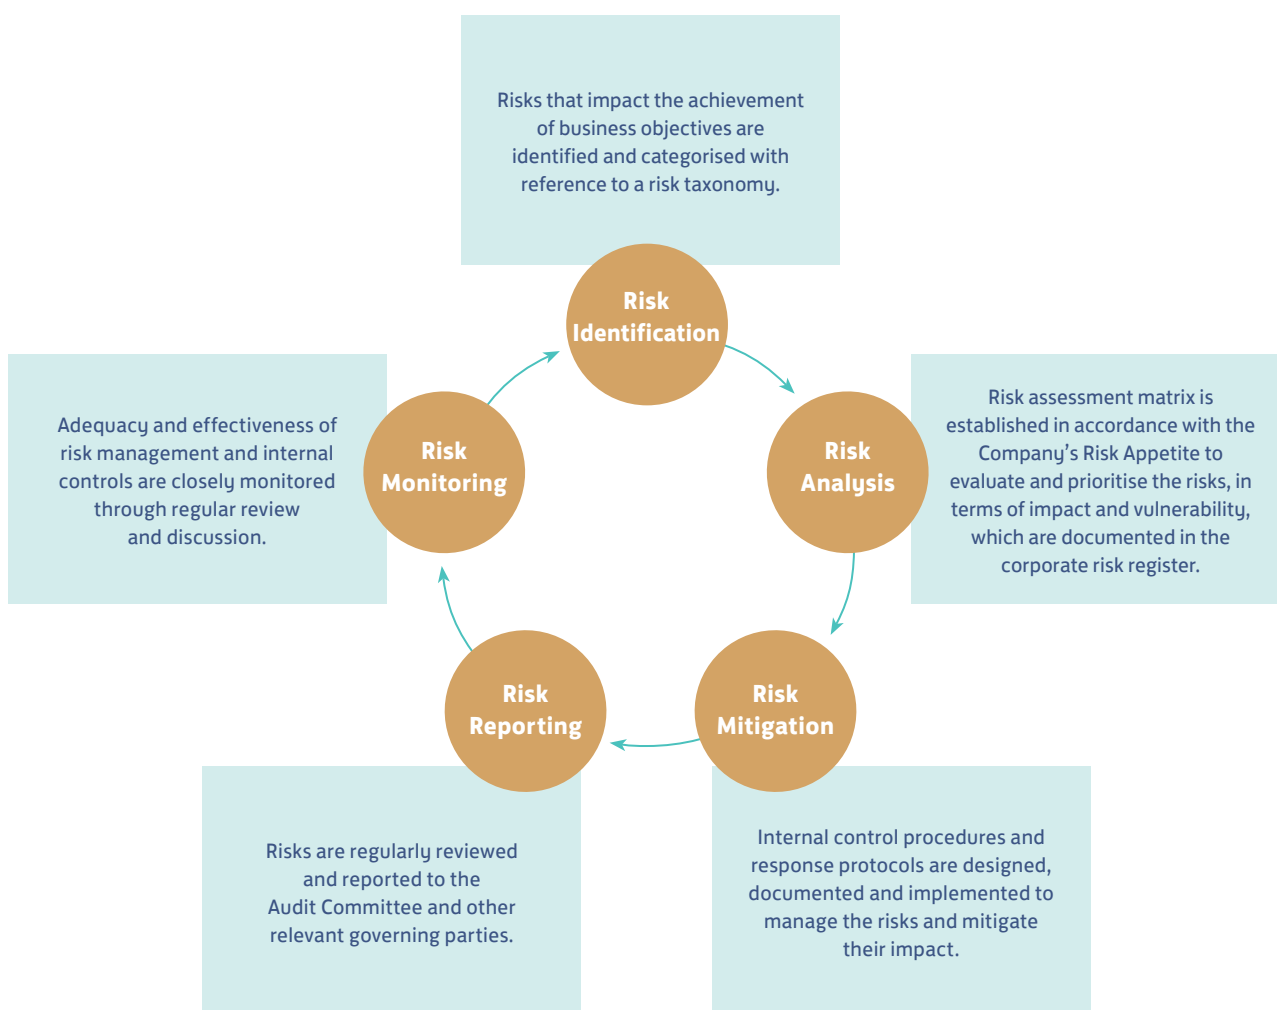 Risks that impact the achievement
of business objectives are
identified and categorised with
reference to a risk taxonomy.
Risk
Identification
Risk assessment matrix is
established in accordance with the
Company's Risk Appetite to
evaluate and prioritise the risks, in
terms of impact and vulnerability,
which are documented in the
corporate risk register.
Risk
Analysis
Risk
Mitigation
Internal control procedures and
response protocols are designed,
documented and implemented to
manage the risks and mitigate
their impact.
Risk
Reporting
Risks are regularly reviewed
and reported to the
Audit Committee and other
relevant governing parties.
Risk
Monitoring
Adequacy and effectiveness of
risk management and internal
controls are closely monitored
through regular review
and discussion.